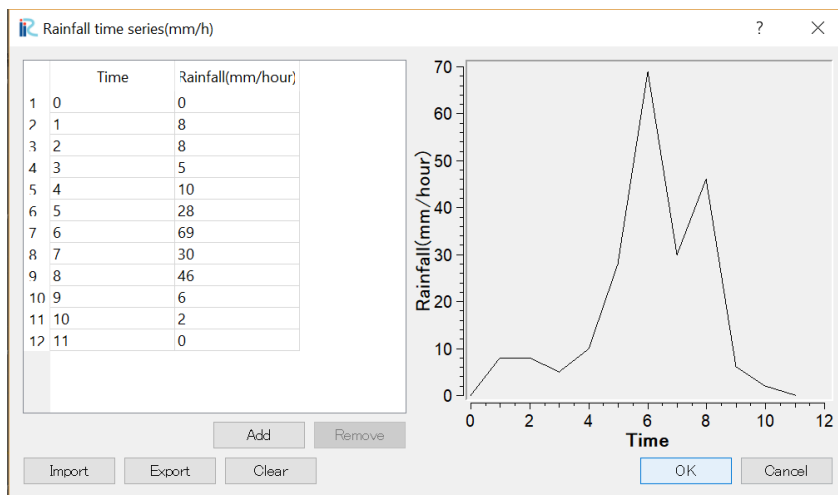 Rainfall time series(mm/h) ? ×
Time Rainfall(mm/hour)
1 0 0
2 1 8
3 2 8
4 3 5
5 4 10
6 5 28
7 6 69
8 7 30
9 8 46
10 9 6
11 10 2
12 11 0
Add Remove
Import Export Clear
Rainfall(mm/hour)
70
60
50
40
30
20
10
0
0 2 4 6 8 10 12
Time
OK Cancel